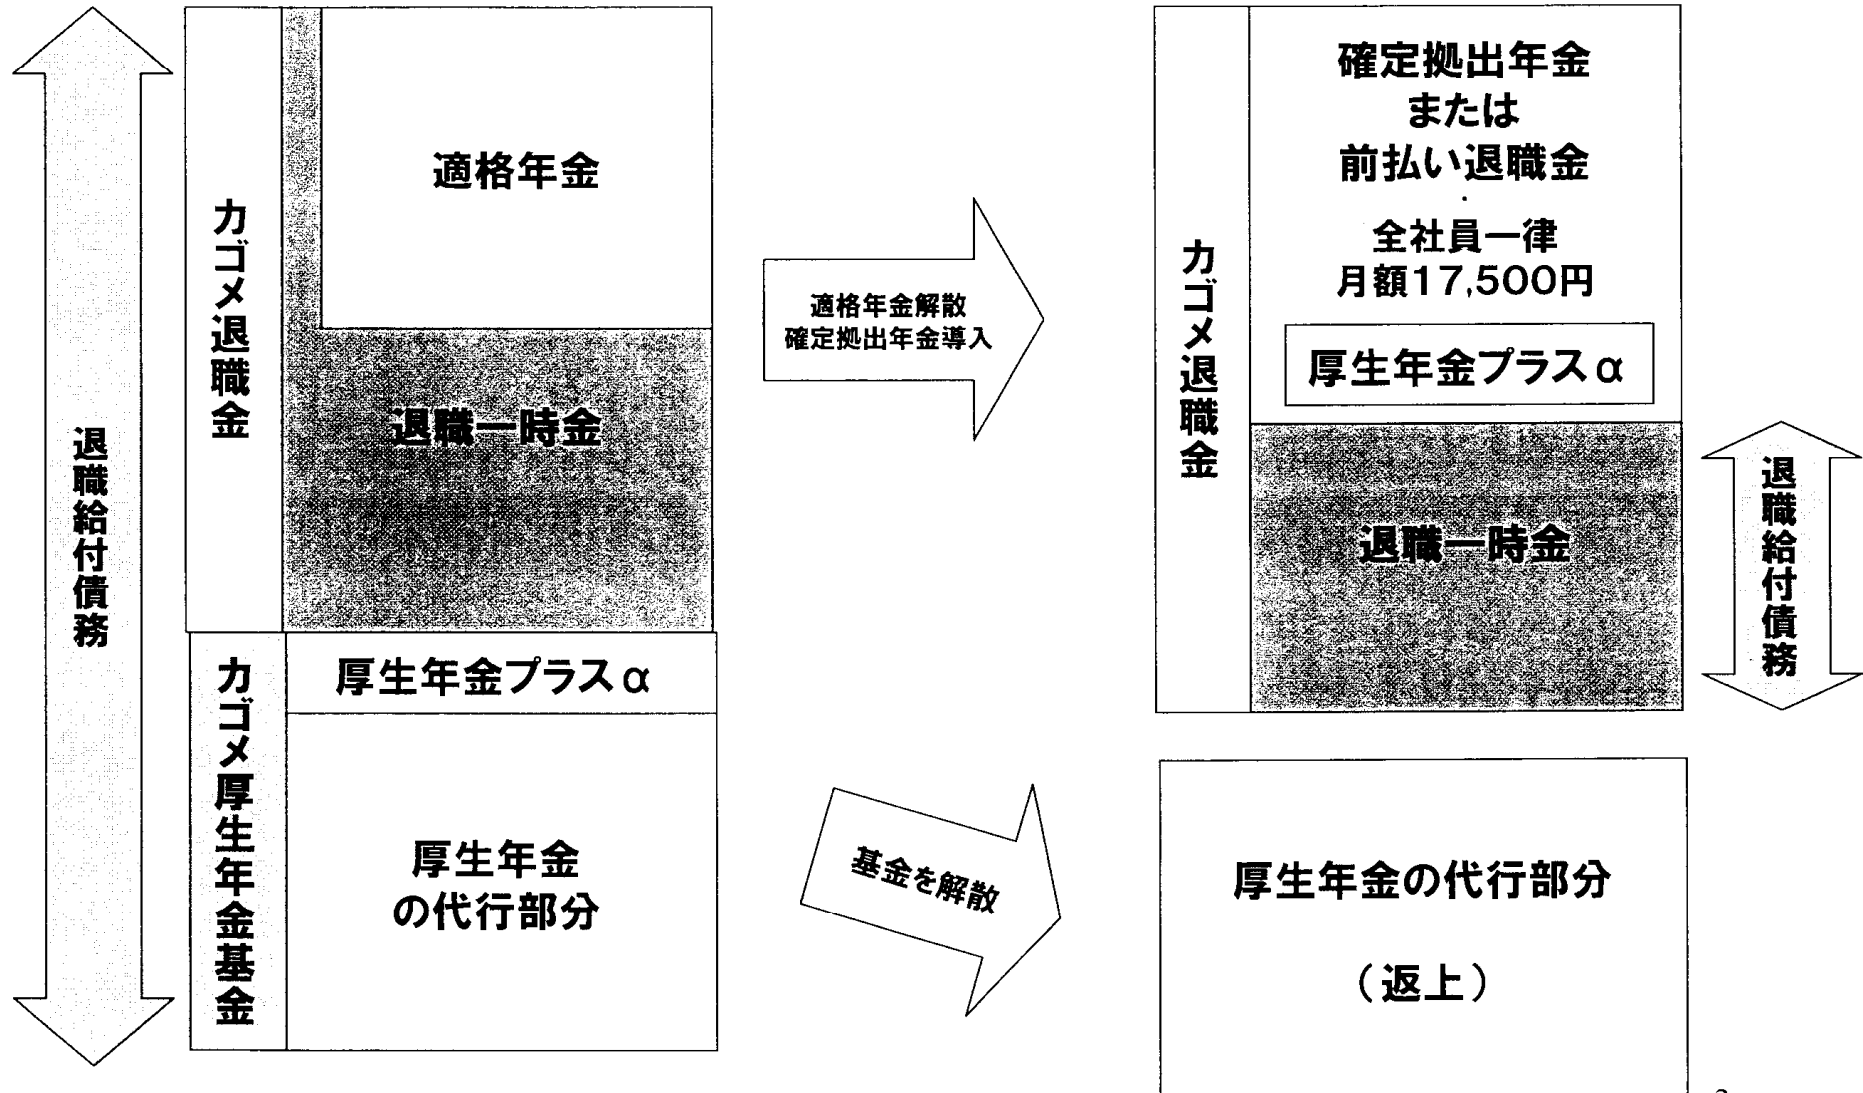 退職給付債務
カゴメ退職金
適格年金
退職一時金
カゴメ厚生年金基金
厚生年金プラスα
厚生年金
の代行部分
適格年金解散
確定拠出年金導入
基金を解散
カゴメ退職金
確定拠出年金
または
前払い退職金
全社員一律
月額17,500円
厚生年金プラスα
退職一時金
退職給付債務
厚生年金の代行部分
（返上）